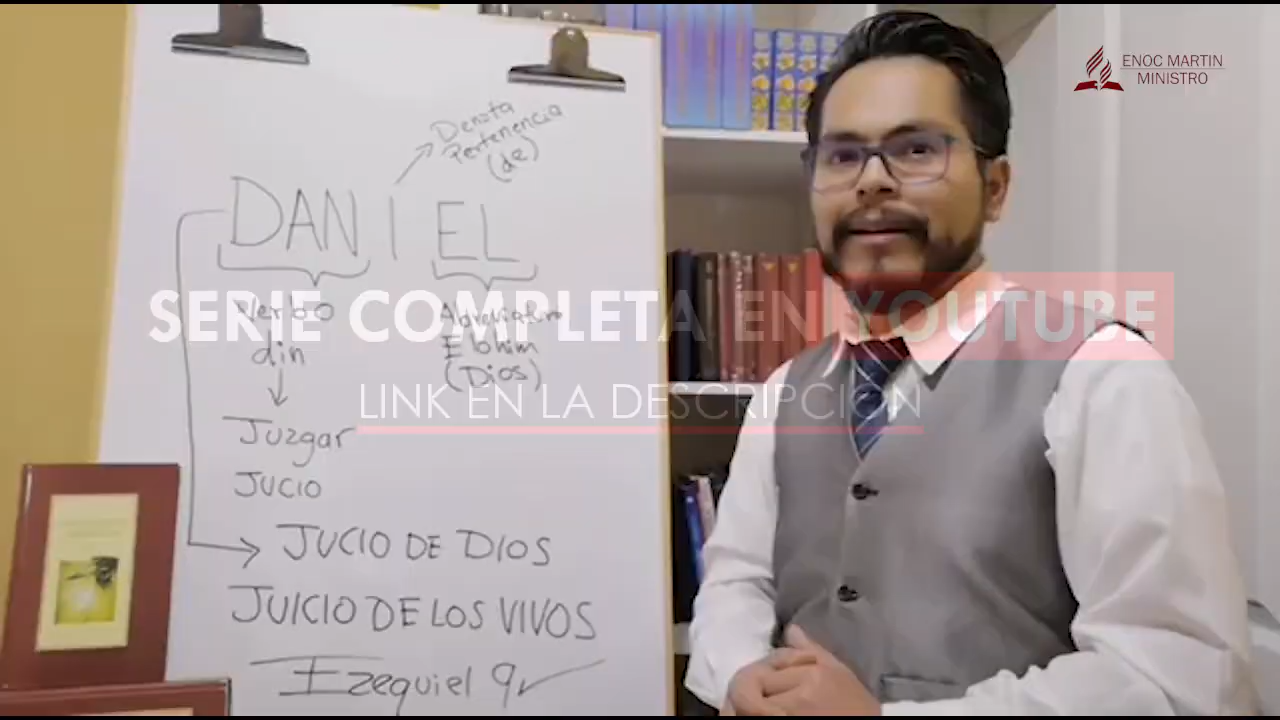 ENOC MARTIN
MINISTRO
Denota
Pertenencia
(de)
DAN I EL
SERIE COMPLETA EN YOUTUBE
Verbo
din
Elohim
(Dios)
LINK EN LA DESCRIPCIÓN
Juzgar
JUCIO
JUCIO DE DIOS
JUICIO DE LOS VIVOS
Ezequiel 9